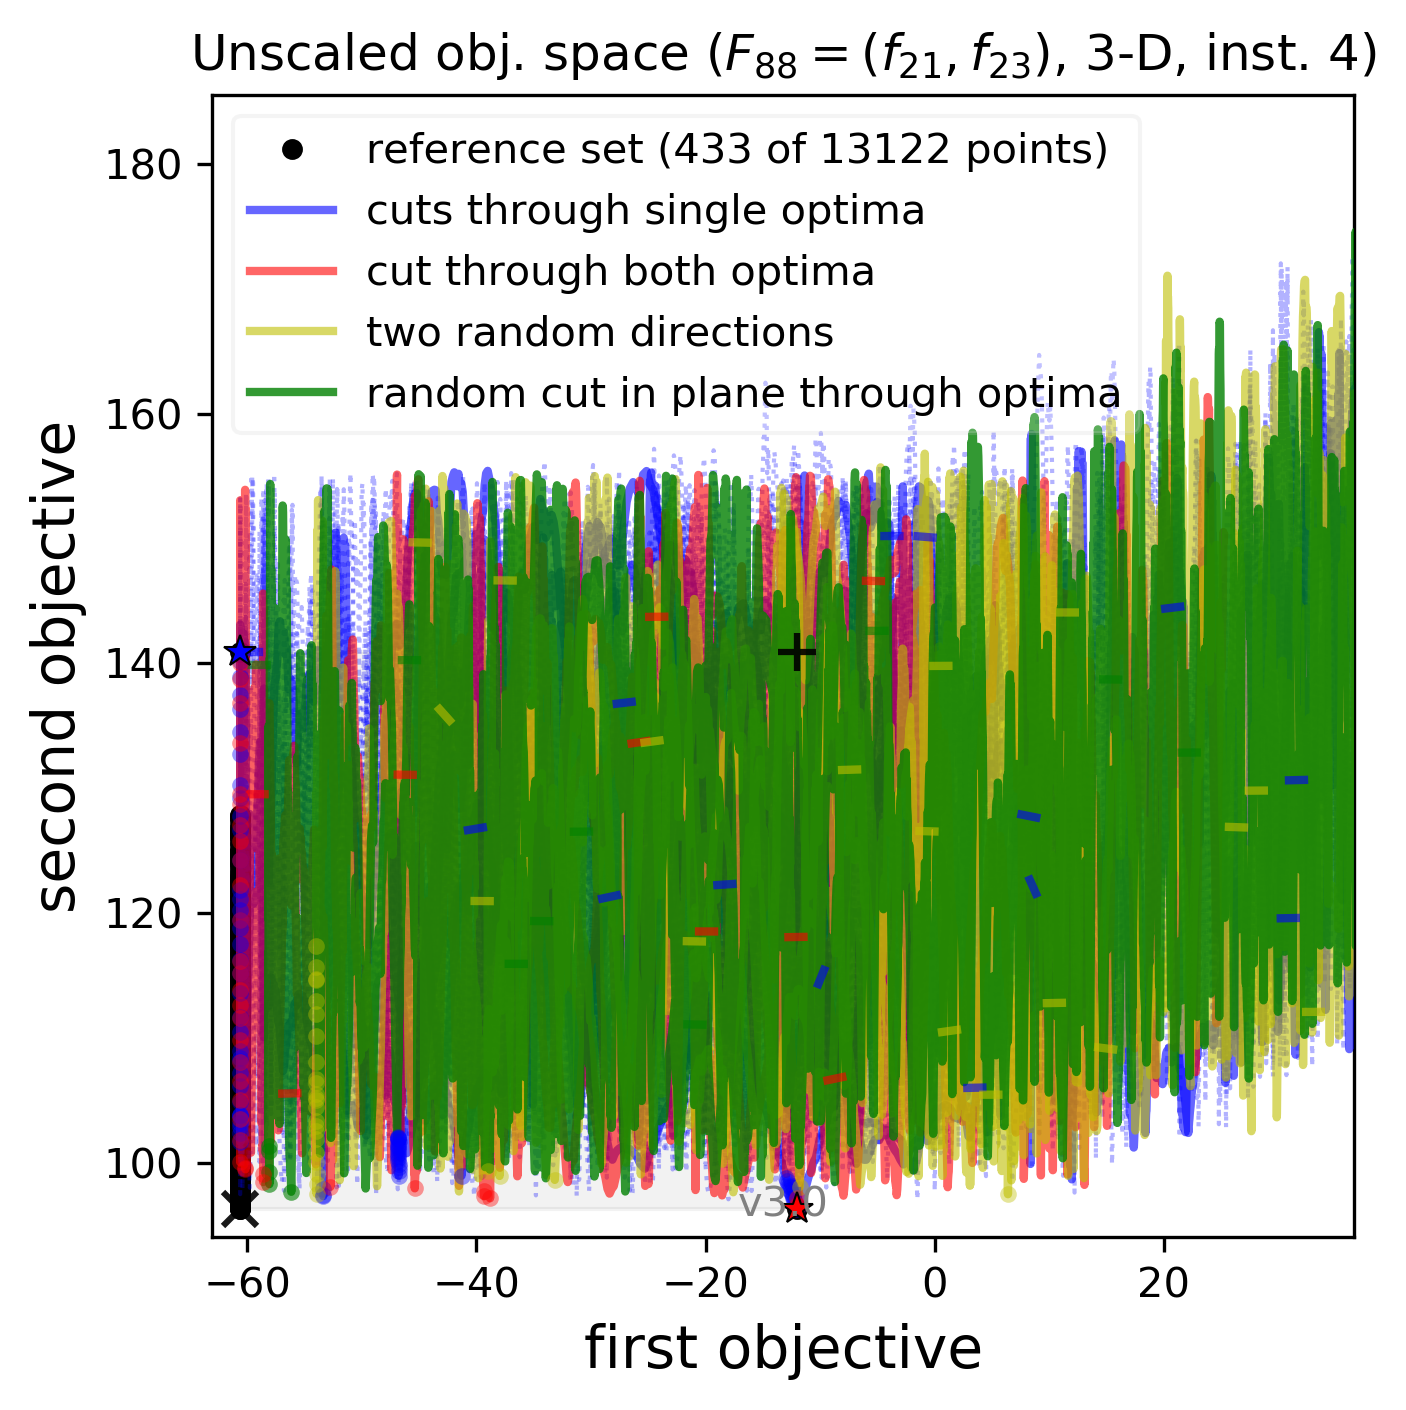 Unscaled obj. space (F₈₈ = (f₂₁, f₂₃), 3-D, inst. 4)
reference set (433 of 13122 points)
cuts through single optima
cut through both optima
two random directions
random cut in plane through optima
180
160
140
120
100
second objective
v3.0
−60
−40
−20
0
20
first objective